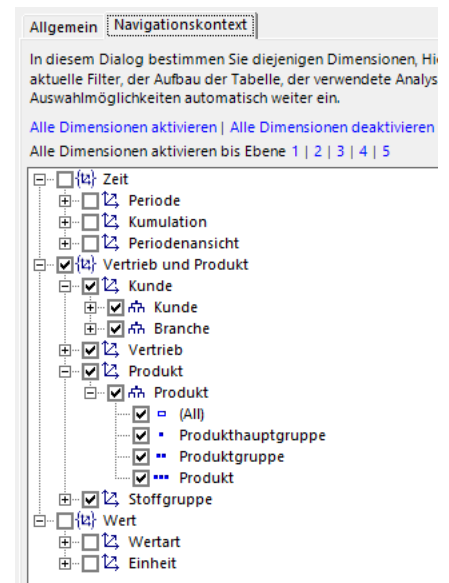 Allgemein Navigationskontext
In diesem Dialog bestimmen Sie diejenigen Dimensionen,
aktuelle Filter, der Aufbau der Tabelle, der verwendete
Auswahlmöglichkeiten automatisch weiter ein.
Alle Dimensionen aktivieren | Alle Dimensionen deaktivieren
Alle Dimensionen aktivieren bis Ebene 1 | 2 | 3 | 4 | 5
Zeit
Periode
Kumulation
Periodenansicht
Vertrieb und Produkt
Kunde
Kunde
Branche
Vertrieb
Produkt
Produkt
(All)
Produkthauptgruppe
Produktgruppe
Produkt
Stoffgruppe
Wert
Wertart
Einheit